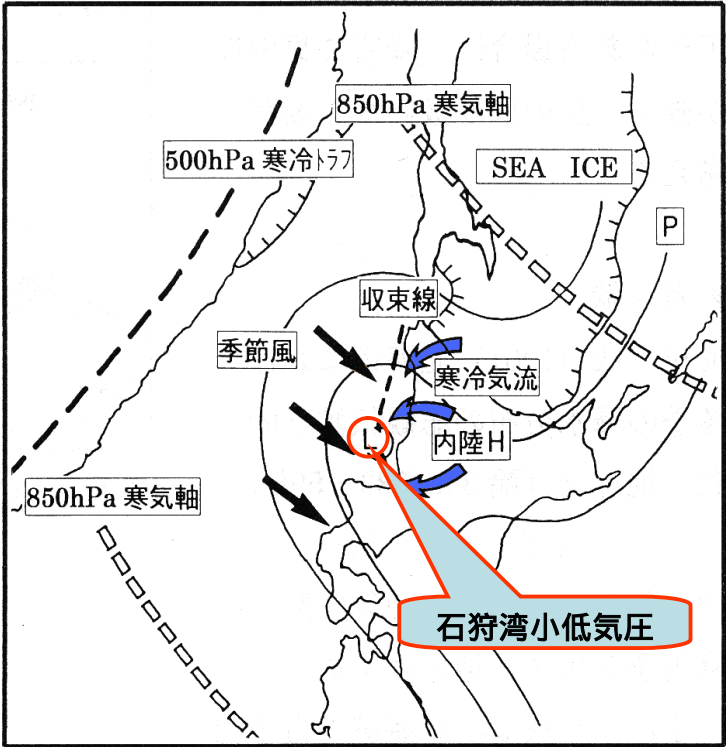 850hPa 寒気軸
500hPa 寒冷トラフ
SEA ICE
P
収束線
季節風
寒冷気流
L
内陸H
850hPa 寒気軸
石狩湾小低気圧